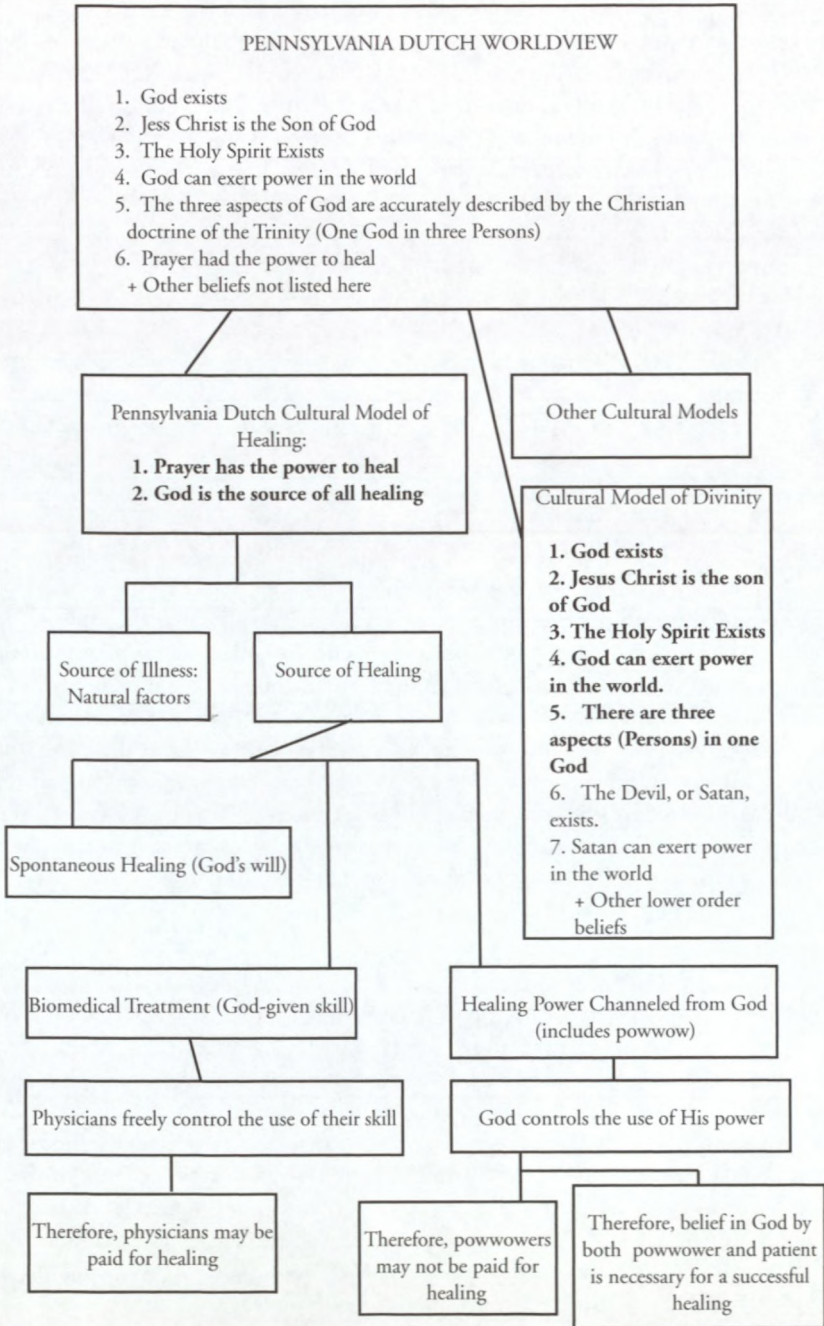 PENNSYLVANIA DUTCH WORLDVIEW
1. God exists
2. Jess Christ is the Son of God
3. The Holy Spirit Exists
4. God can exert power in the world
5. The three aspects of God are accurately described by the Christian
doctrine of the Trinity (One God in three Persons)
6. Prayer had the power to heal
+ Other beliefs not listed here
Pennsylvania Dutch Cultural Model of
Healing:
1. Prayer has the power to heal
2. God is the source of all healing
Other Cultural Models
Cultural Model of Divinity
1. God exists
2. Jesus Christ is the son
of God
3. The Holy Spirit Exists
4. God can exert power
in the world.
5. There are three
aspects (Persons) in one
God
6. The Devil, or Satan,
exists.
7. Satan can exert power
in the world
+ Other lower order
beliefs
Source of Illness:
Natural factors
Source of Healing
Spontaneous Healing (God's will)
Biomedical Treatment (God-given skill)
Healing Power Channeled from God
(includes powwow)
Physicians freely control the use of their skill
God controls the use of His power
Therefore, physicians may be
paid for healing
Therefore, powwowers
may not be paid for
healing
Therefore, belief in God by
both powwower and patient
is necessary for a successful
healing